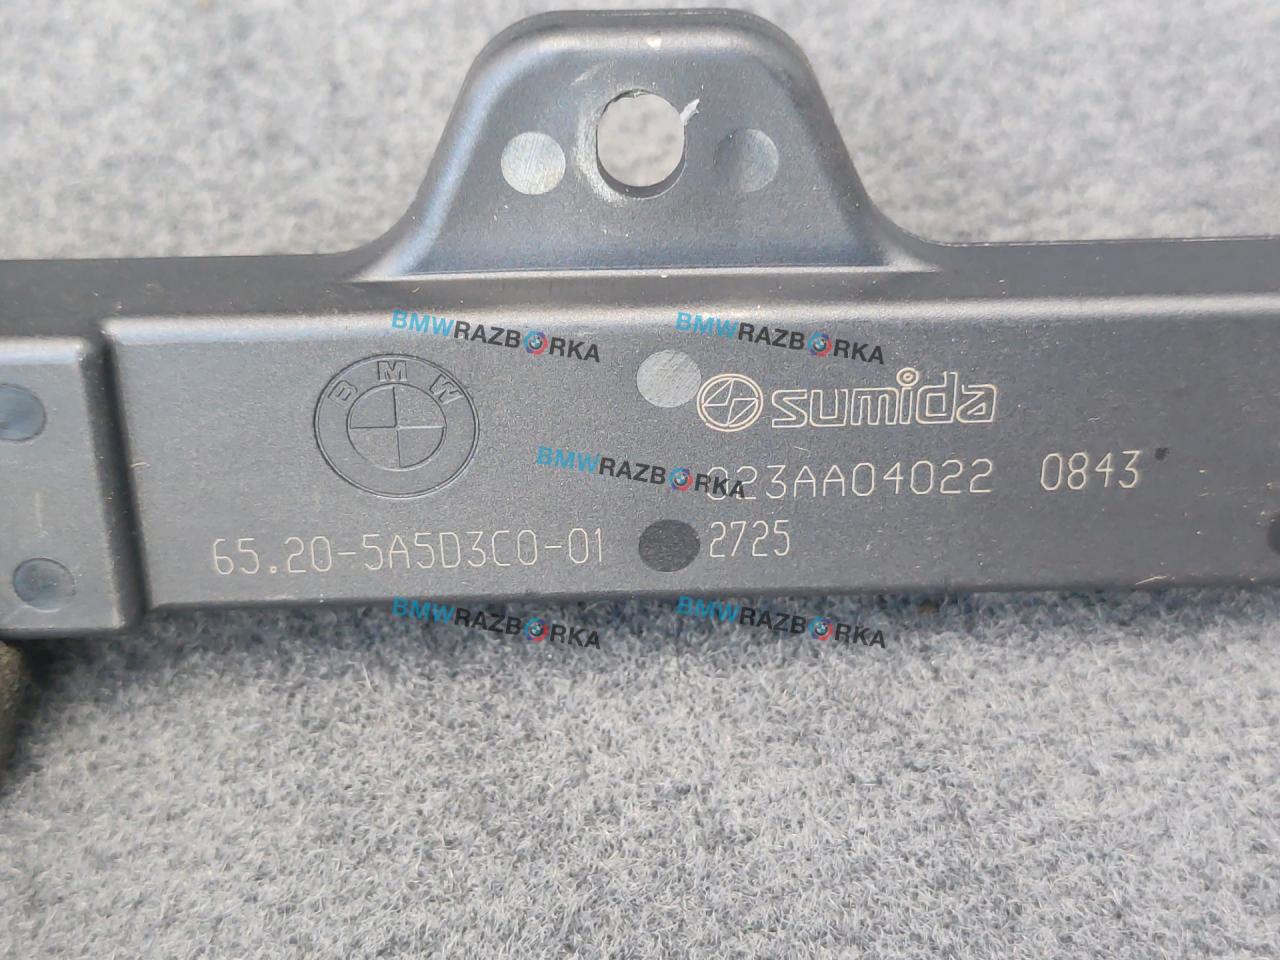 BMWRAZBORKA BMWRAZBORKA
BMW
sumida
BMWRAZBORKA
23AA04022 0843
65.20-5A5D3C0-01 2725
BMWRAZBORKA BMWRAZBORKA